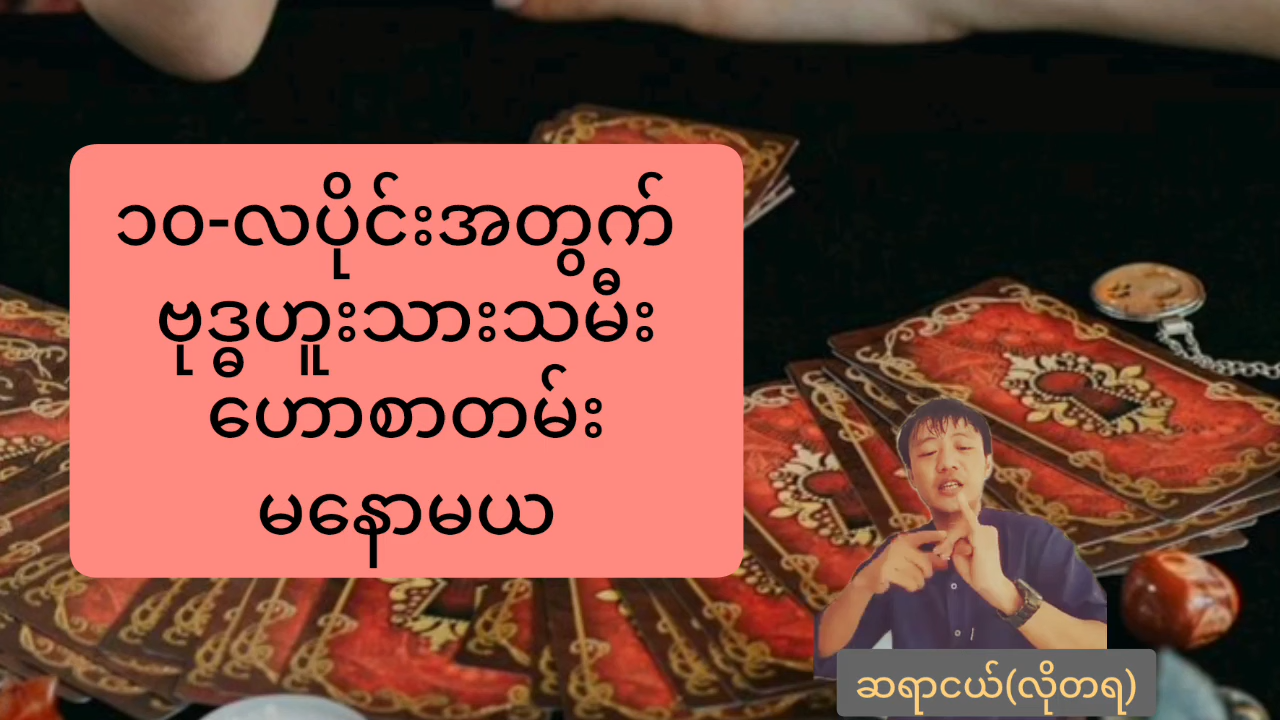 ၁၀-လပိုင်းအတွက်
ဗုဒ္ဓဟူးသားသမီး
ဟောစာတမ်း
မနောမယ
ဆရာငယ်(လိုတရ)